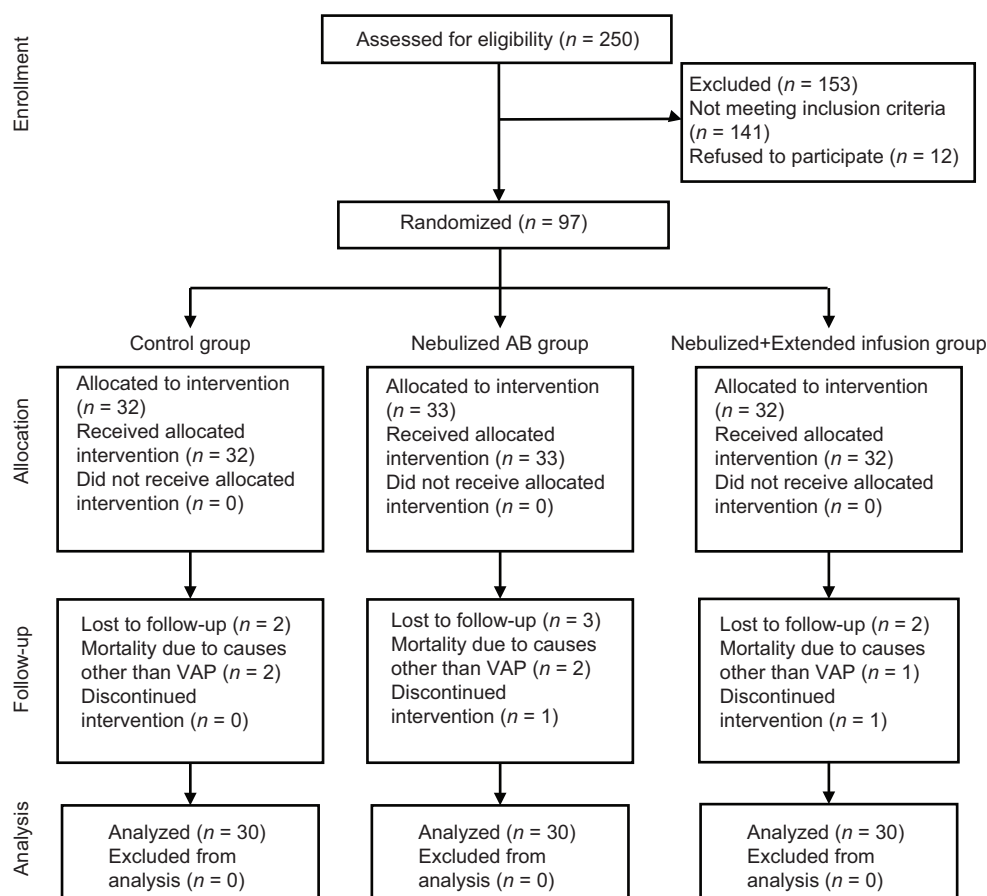 Enrollment
Assessed for eligibility (n = 250)
Excluded (n = 153)
Not meeting inclusion criteria
(n = 141)
Refused to participate (n = 12)
Randomized (n = 97)
Allocation
Control group
Allocated to intervention
(n = 32)
Received allocated
intervention (n = 32)
Did not receive allocated
intervention (n = 0)
Nebulized AB group
Allocated to intervention
(n = 33)
Received allocated
intervention (n = 33)
Did not receive allocated
intervention (n = 0)
Nebulized+Extended infusion group
Allocated to intervention
(n = 32)
Received allocated
intervention (n = 32)
Did not receive allocated
intervention (n = 0)
Follow-up
Lost to follow-up (n = 2)
Mortality due to causes
other than VAP (n = 2)
Discontinued
intervention (n = 0)
Lost to follow-up (n = 3)
Mortality due to causes
other than VAP (n = 2)
Discontinued
intervention (n = 1)
Lost to follow-up (n = 2)
Mortality due to causes
other than VAP (n = 1)
Discontinued
intervention (n = 1)
Analysis
Analyzed (n = 30)
Excluded from
analysis (n = 0)
Analyzed (n = 30)
Excluded from
analysis (n = 0)
Analyzed (n = 30)
Excluded from
analysis (n = 0)